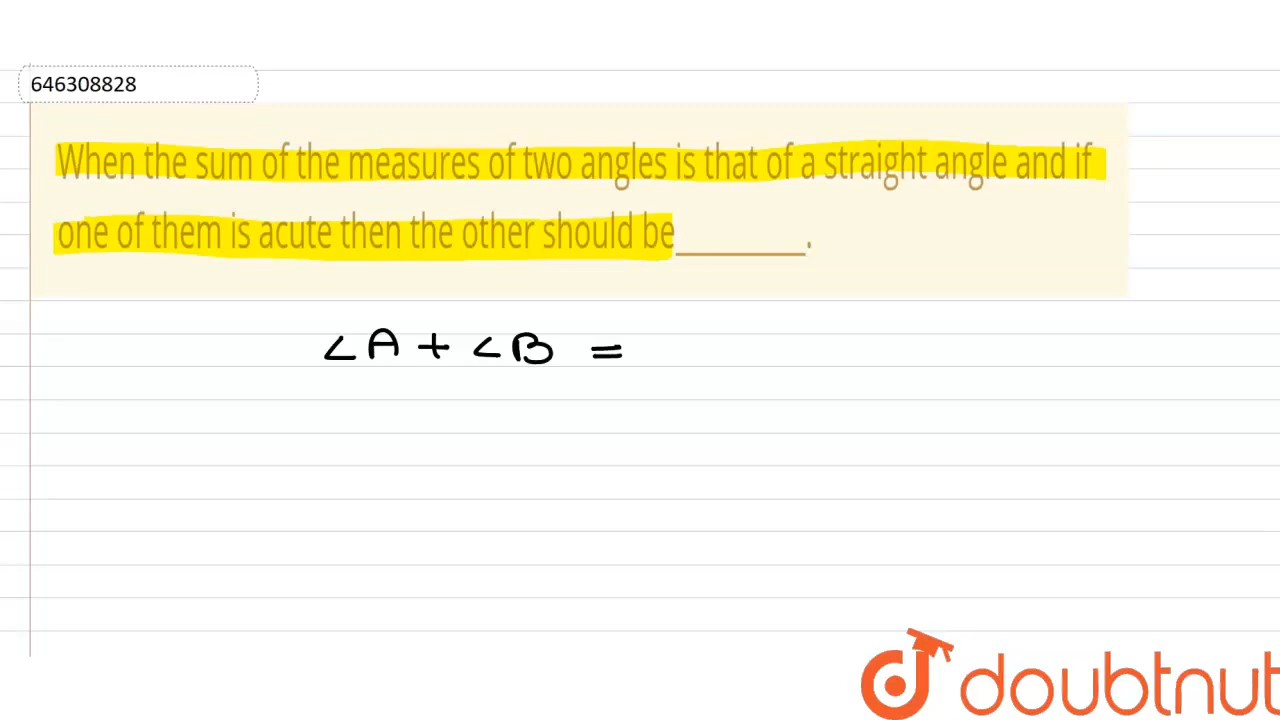 646308828
When the sum of the measures of two angles is that of a straight angle and if
one of them is acute then the other should be_________.
∠A + ∠B =
doubtnut